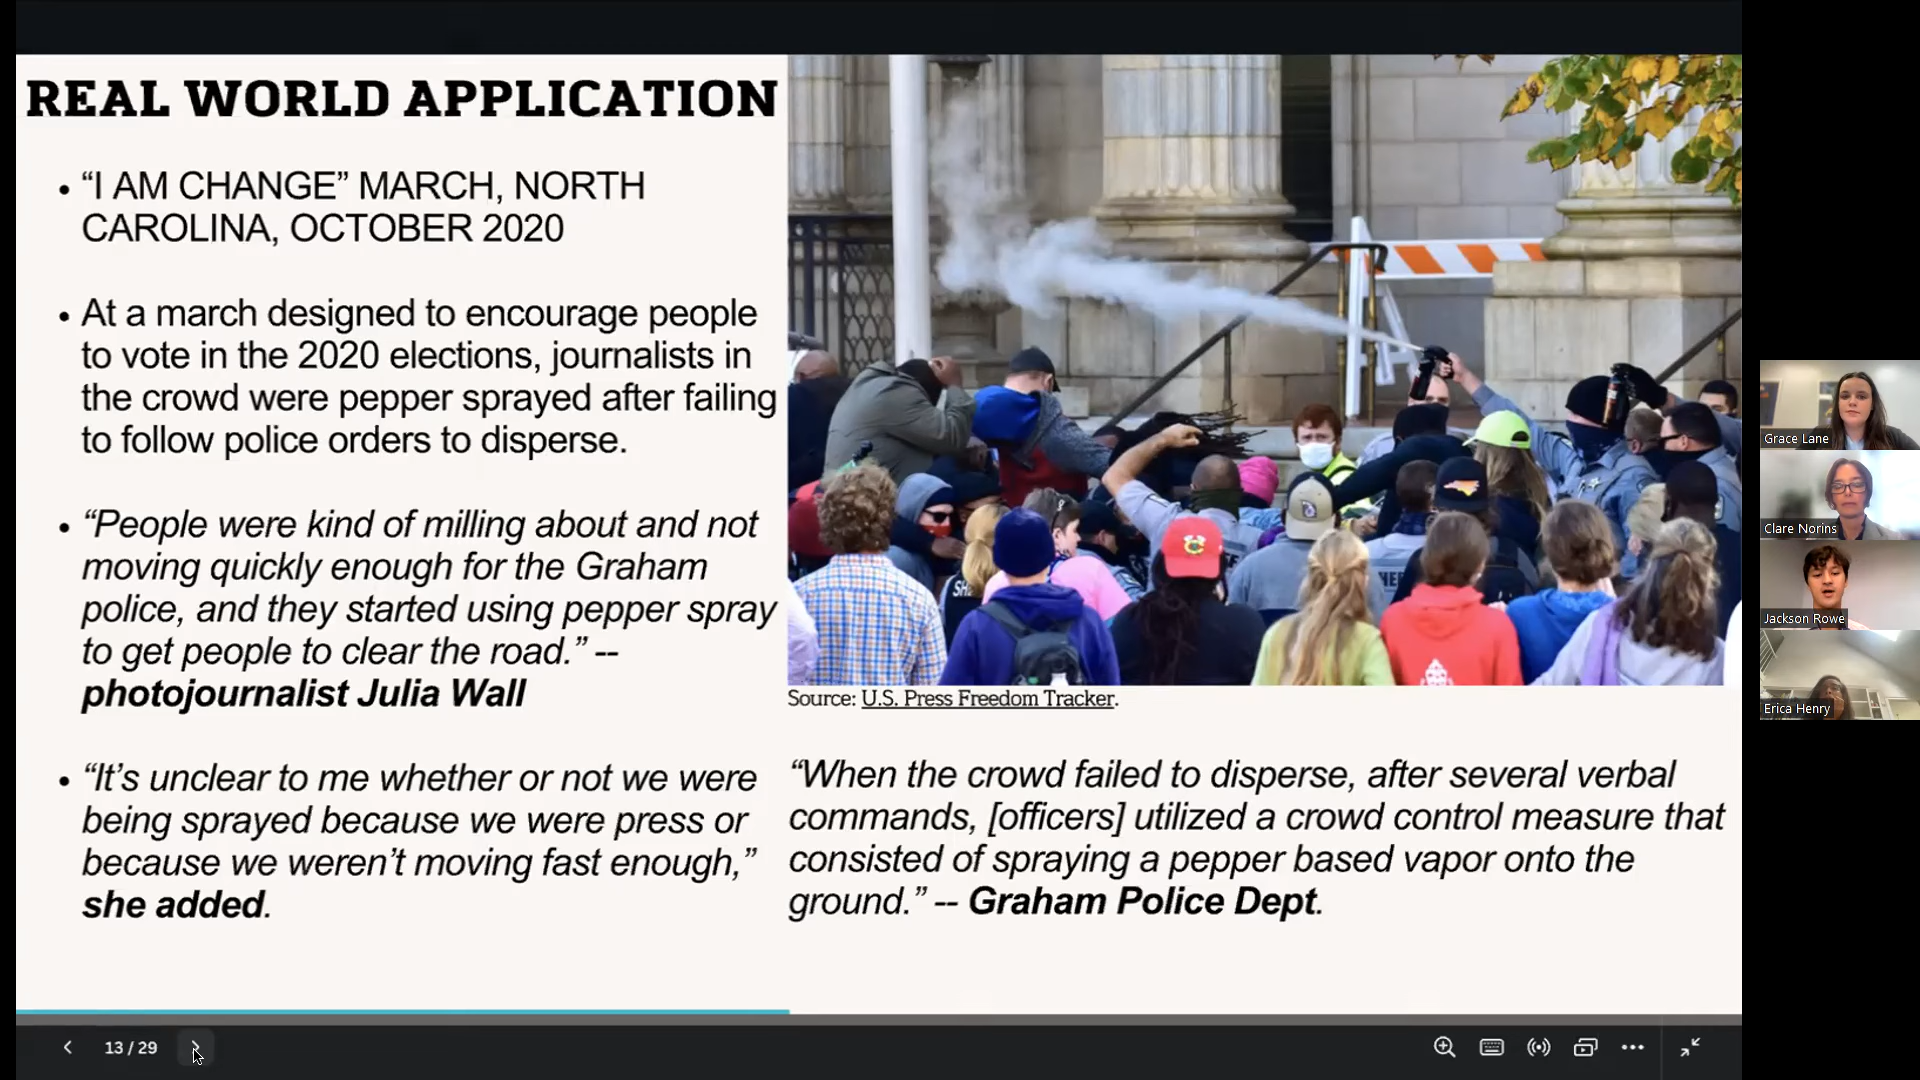 REAL WORLD APPLICATION
• “I AM CHANGE” MARCH, NORTH
CAROLINA, OCTOBER 2020
• At a march designed to encourage people
to vote in the 2020 elections, journalists in
the crowd were pepper sprayed after failing
to follow police orders to disperse.
• “People were kind of milling about and not
moving quickly enough for the Graham
police, and they started using pepper spray
to get people to clear the road.” --
photojournalist Julia Wall
• “It’s unclear to me whether or not we were
being sprayed because we were press or
because we weren’t moving fast enough,”
she added.
Source: U.S. Press Freedom Tracker.
“When the crowd failed to disperse, after several verbal
commands, [officers] utilized a crowd control measure that
consisted of spraying a pepper based vapor onto the
ground.” -- Graham Police Dept.
13 / 29
Grace Lane
Clare Norins
Jackson Rowe
Erica Henry